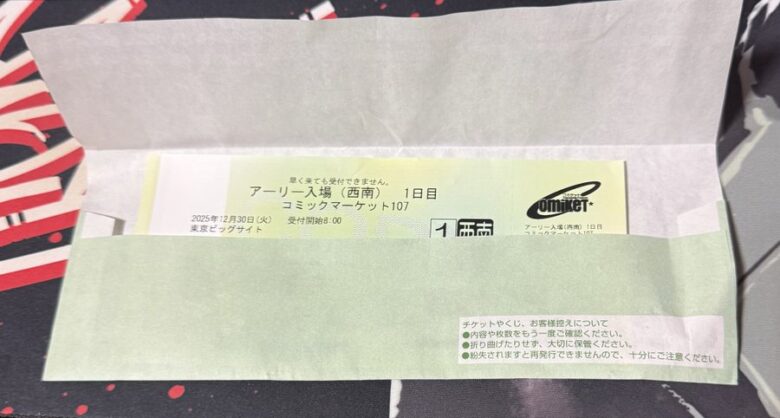 早く来ても受付できません。
アーリー入場（西南）　1日目
コミックマーケット107
2025年12月30日(火)　受付開始8:00
東京ビッグサイト
1 西南
COMIKET
アーリー入場（西南）1日目
コミックマーケット107
チケットやくじ、お客様控えについて
●内容や枚数をもう一度ご確認ください。
●折り曲げたりせず、大切に保管ください。
●紛失されますと再発行できませんので、十分にご注意ください。